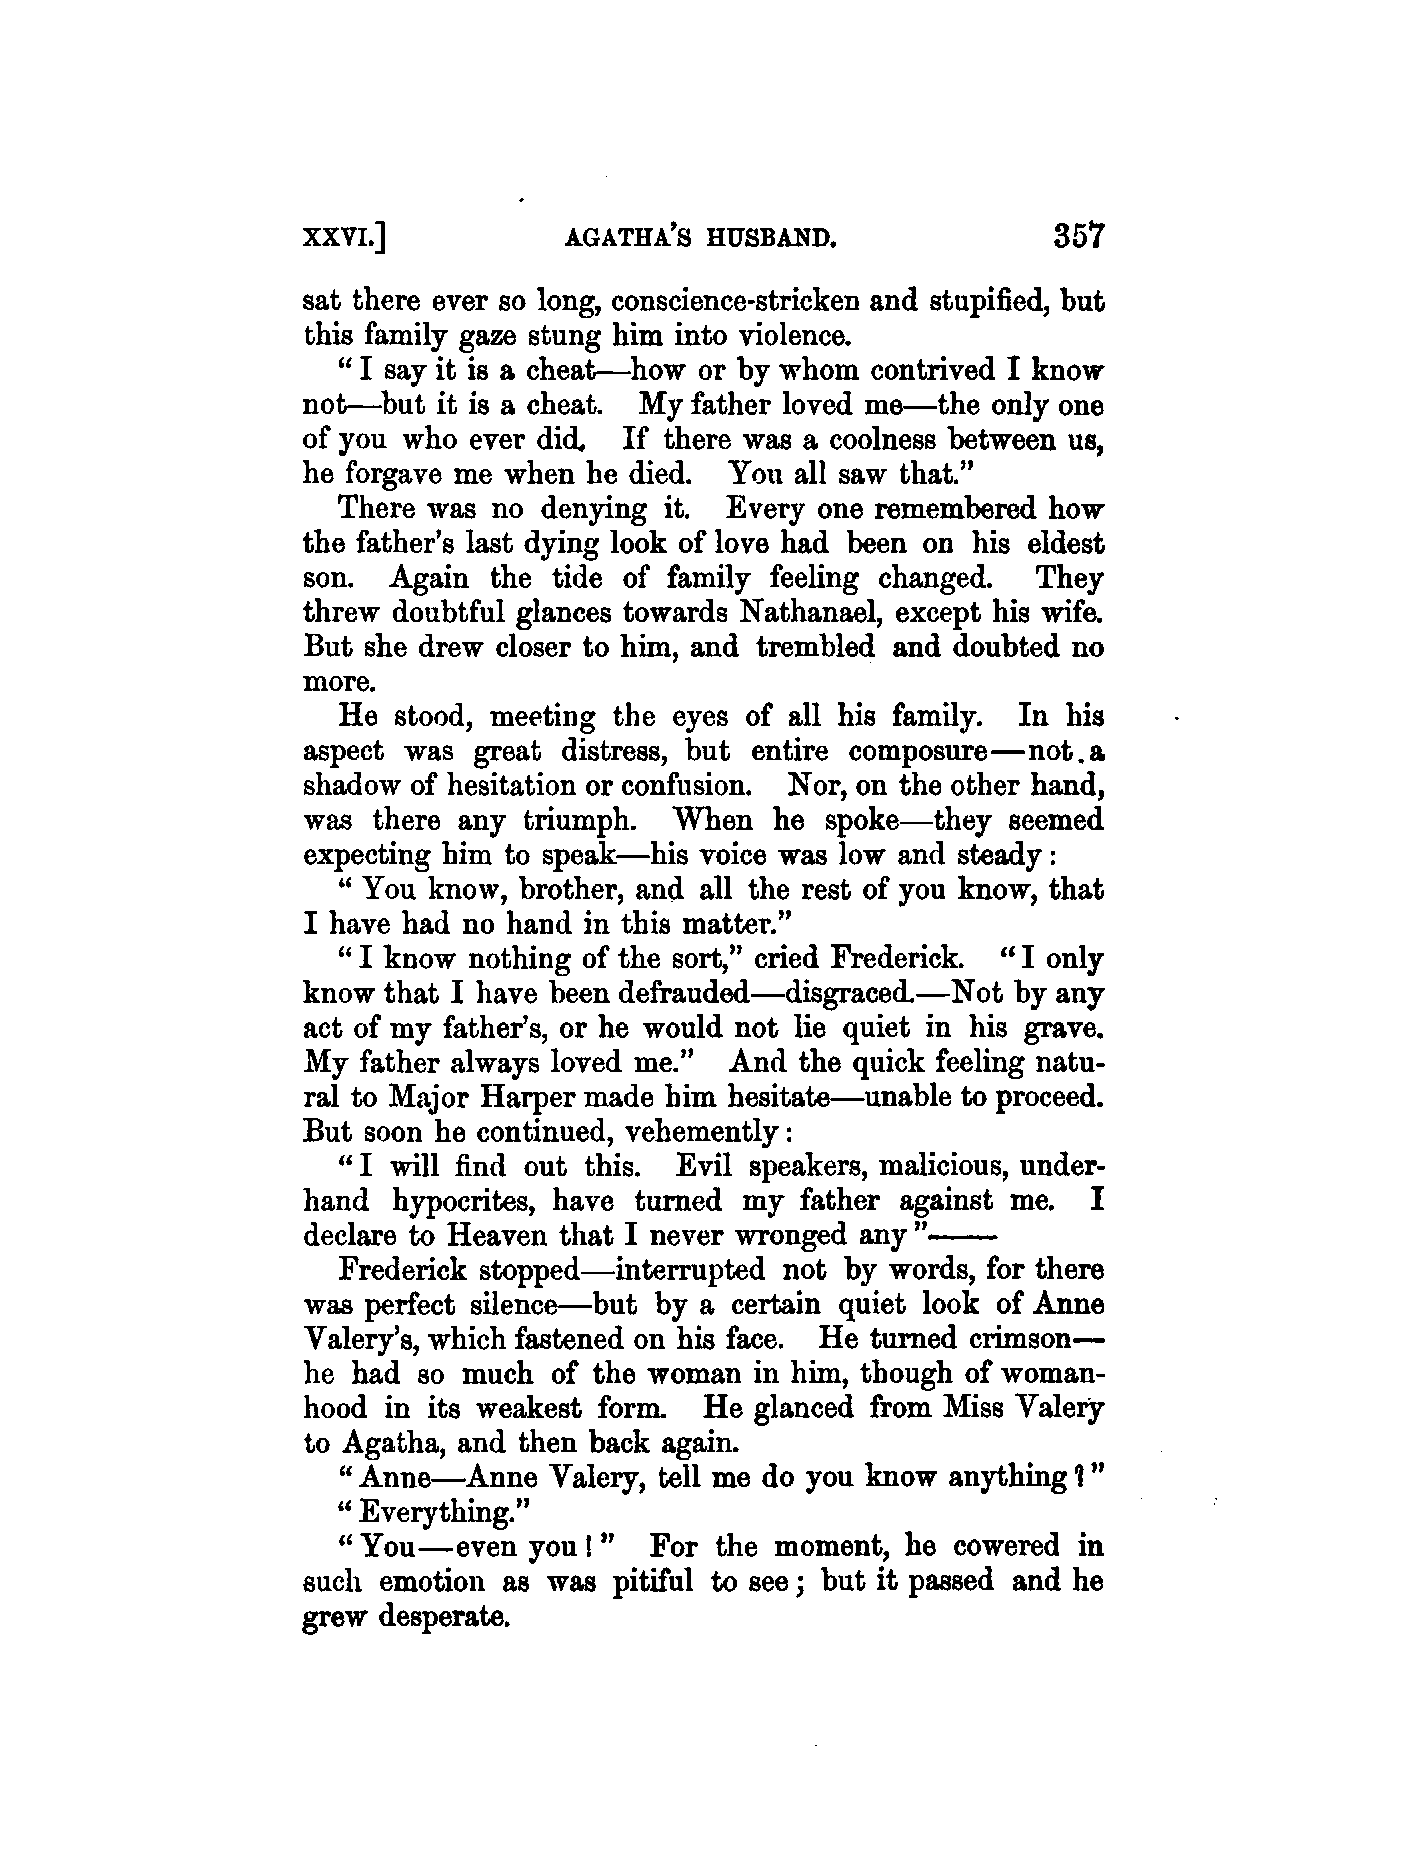 XXVI.] AGATHA'S HUSBAND. 357
sat there ever so long, conscience-stricken and stupified, but
this family gaze stung him into violence.
“I say it is a cheat—how or by whom contrived I know
not—but it is a cheat. My father loved me—the only one
of you who ever did. If there was a coolness between us,
he forgave me when he died. You all saw that.”
There was no denying it. Every one remembered how
the father's last dying look of love had been on his eldest
son. Again the tide of family feeling changed. They
threw doubtful glances towards Nathanael, except his wife.
But she drew closer to him, and trembled and doubted no
more.
He stood, meeting the eyes of all his family. In his
aspect was great distress, but entire composure—not a
shadow of hesitation or confusion. Nor, on the other hand,
was there any triumph. When he spoke—they seemed
expecting him to speak—his voice was low and steady:
“You know, brother, and all the rest of you know, that
I have had no hand in this matter.”
“I know nothing of the sort,” cried Frederick. “I only
know that I have been defrauded—disgraced.—Not by any
act of my father's, or he would not lie quiet in his grave.
My father always loved me.” And the quick feeling natu-
ral to Major Harper made him hesitate—unable to proceed.
But soon he continued, vehemently:
“I will find out this. Evil speakers, malicious, under-
hand hypocrites, have turned my father against me. I
declare to Heaven that I never wronged any”——
Frederick stopped—interrupted not by words, for there
was perfect silence—but by a certain quiet look of Anne
Valery's, which fastened on his face. He turned crimson—
he had so much of the woman in him, though of woman-
hood in its weakest form. He glanced from Miss Valery
to Agatha, and then back again.
“Anne—Anne Valery, tell me do you know anything?”
“Everything.”
“You—even you!” For the moment, he cowered in
such emotion as was pitiful to see; but it passed and he
grew desperate.